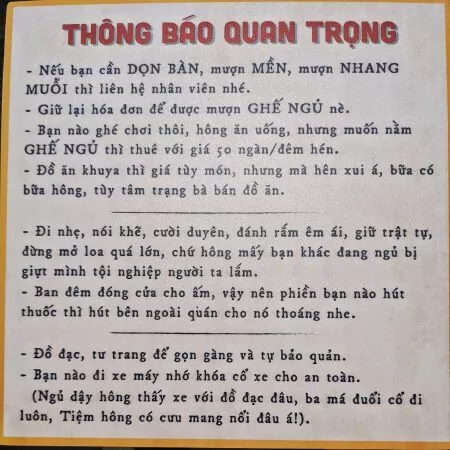 THÔNG BÁO QUAN TRỌNG
- Nếu bạn cần DỌN BÀN, mượn MỀN, mượn NHANG
MUỖI thì liên hệ nhân viên nhé.
- Giữ lại hóa đơn để được mượn GHẾ NGỦ nè.
- Bạn nào ghé chơi thôi, hông ăn uống, nhưng muốn nằm
GHẾ NGỦ thì thuê với giá 50 ngàn/đêm hén.
- Đồ ăn khuya thì giá tùy món, nhưng mà hên xui á, bữa có
bữa hông, tùy tâm trạng bà bán đồ ăn.
- Đi nhẹ, nói khẽ, cười duyên, đánh rắm êm ái, giữ trật tự,
đừng mở loa quá lớn, chứ hông mấy bạn khác đang ngủ bị
giựt mình tội nghiệp người ta lắm.
- Ban đêm đóng cửa cho ấm, vậy nên phiền bạn nào hút
thuốc thì hút bên ngoài quán cho nó thoáng nhe.
- Đồ đạc, tư trang để gọn gàng và tự bảo quản.
- Bạn nào đi xe máy nhớ khóa cổ xe cho an toàn.
(Ngủ dậy hông thấy xe với đồ đạc đâu, ba má đuổi cổ đi
luôn, Tiệm hông có cưu mang nổi đâu á!).